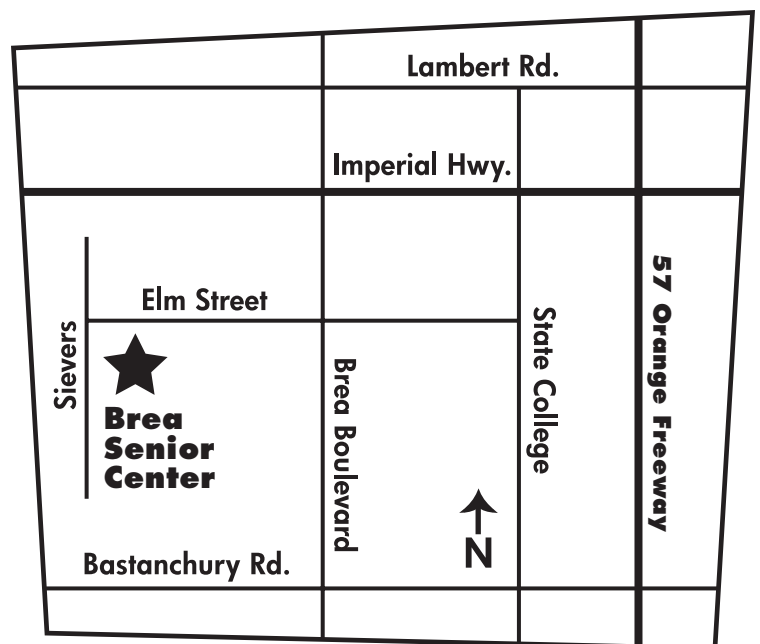 Lambert Rd.
Imperial Hwy.
57 Orange Freeway
Elm Street
State College
Sievers
Brea Boulevard
Brea
Senior
Center
N
Bastanchury Rd.